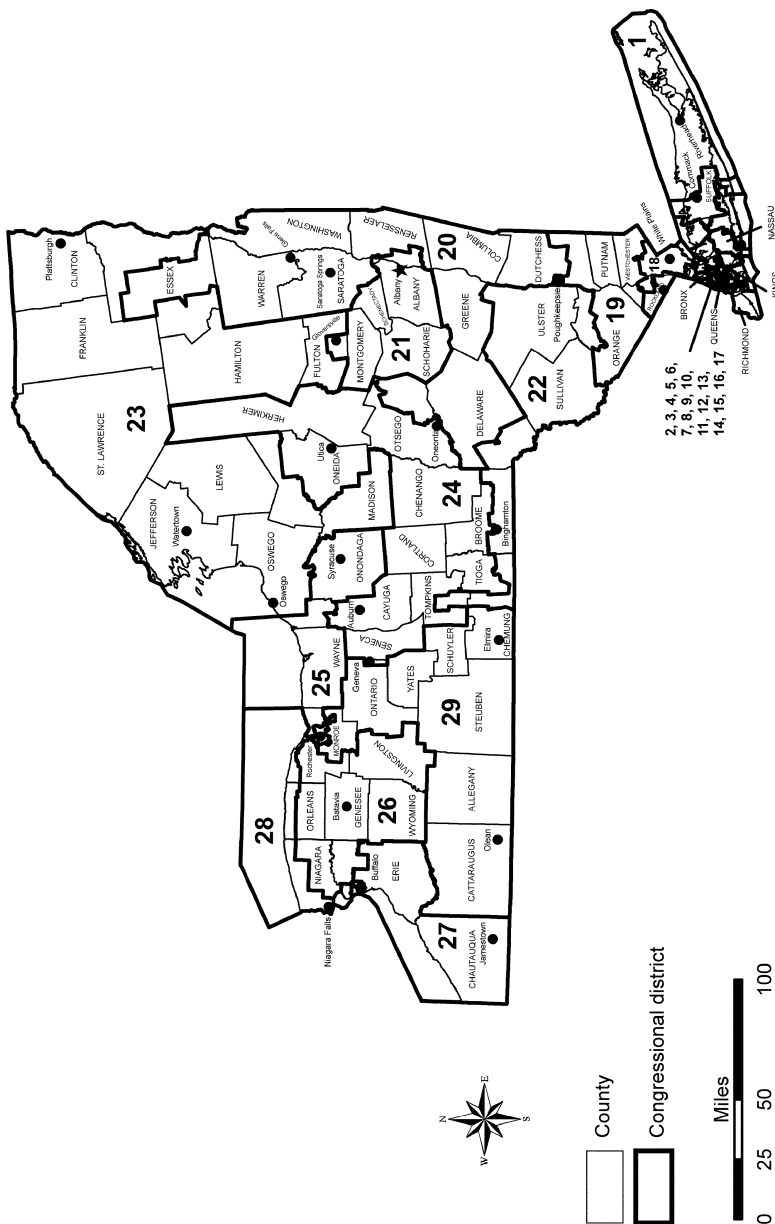 Plattsburgh
CLINTON
FRANKLIN
ST. LAWRENCE
23
ESSEX
JEFFERSON
Watertown
LEWIS
HAMILTON
WARREN
Glens Falls
WASHINGTON
HERKIMER
OSWEGO
Oswego
Saratoga Springs
SARATOGA
FULTON
Gloversville
Utica
ONEIDA
28
ORLEANS
Rochester
MONROE
25
WAYNE
Syracuse
ONONDAGA
MADISON
MONTGOMERY
SCHENECTADY
RENSSELAER
Niagara Falls
NIAGARA
Batavia
GENESEE
Geneva
ONTARIO
SENECA
Auburn
CAYUGA
OTSEGO
21
SCHOHARIE
Albany
ALBANY
Buffalo
ERIE
26
WYOMING
LIVINGSTON
YATES
CORTLAND
CHENANGO
Oneonta
GREENE
20
COLUMBIA
27
CHAUTAUQUA
Jamestown
CATTARAUGUS
Olean
ALLEGANY
29
STEUBEN
SCHUYLER
TOMPKINS
Elmira
CHEMUNG
TIOGA
24
BROOME
Binghamton
DELAWARE
ULSTER
Poughkeepsie
DUTCHESS
22
SULLIVAN
19
ORANGE
PUTNAM
WESTCHESTER
18
White Plains
BRONX
QUEENS
RICHMOND
NASSAU
Commack
SUFFOLK
Riverhead
1
2, 3, 4, 5, 6,
7, 8, 9, 10,
11, 12, 13,
14, 15, 16, 17
N
W
E
S
County
Congressional district
Miles
0 25 50 100